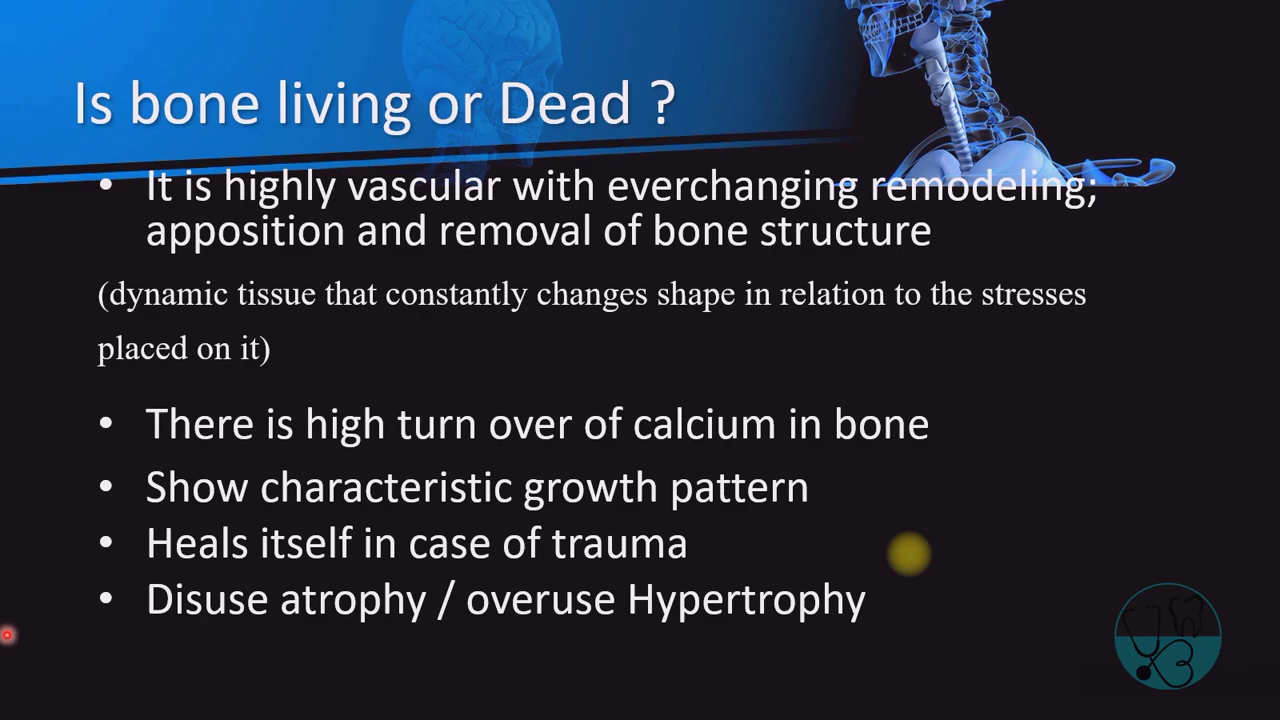 Is bone living or Dead ?
• It is highly vascular with everchanging remodeling;
apposition and removal of bone structure
(dynamic tissue that constantly changes shape in relation to the stresses
placed on it)
• There is high turn over of calcium in bone
• Show characteristic growth pattern
• Heals itself in case of trauma
• Disuse atrophy / overuse Hypertrophy